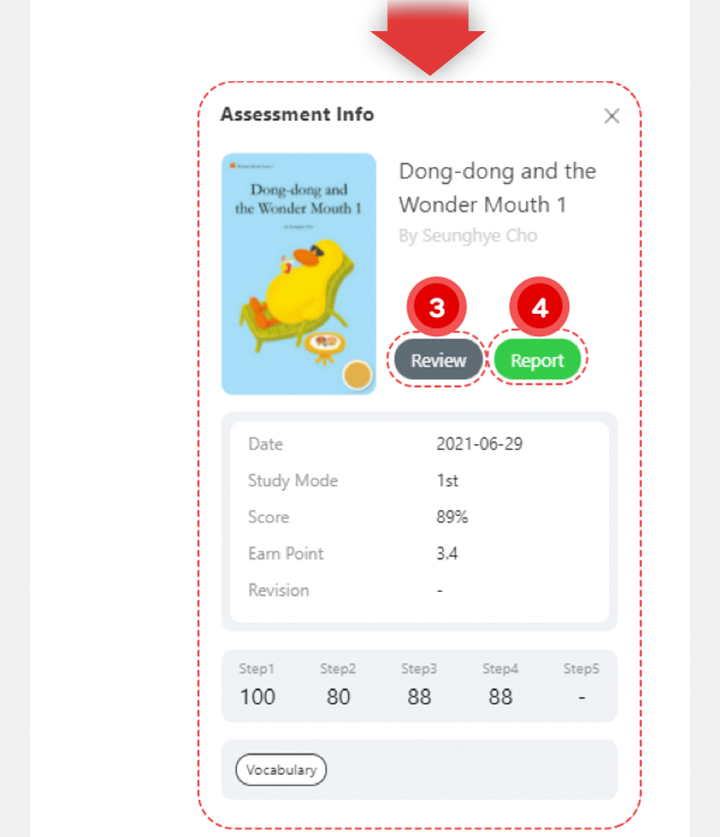 Assessment Info
Dong-dong and
the Wonder Mouth 1
Dong-dong and the
Wonder Mouth 1
By Seunghye Cho
3 4
Review Report
Date 2021-06-29
Study Mode 1st
Score 89%
Earn Point 3.4
Revision -
Step1 Step2 Step3 Step4 Step5
100 80 88 88 -
Vocabulary